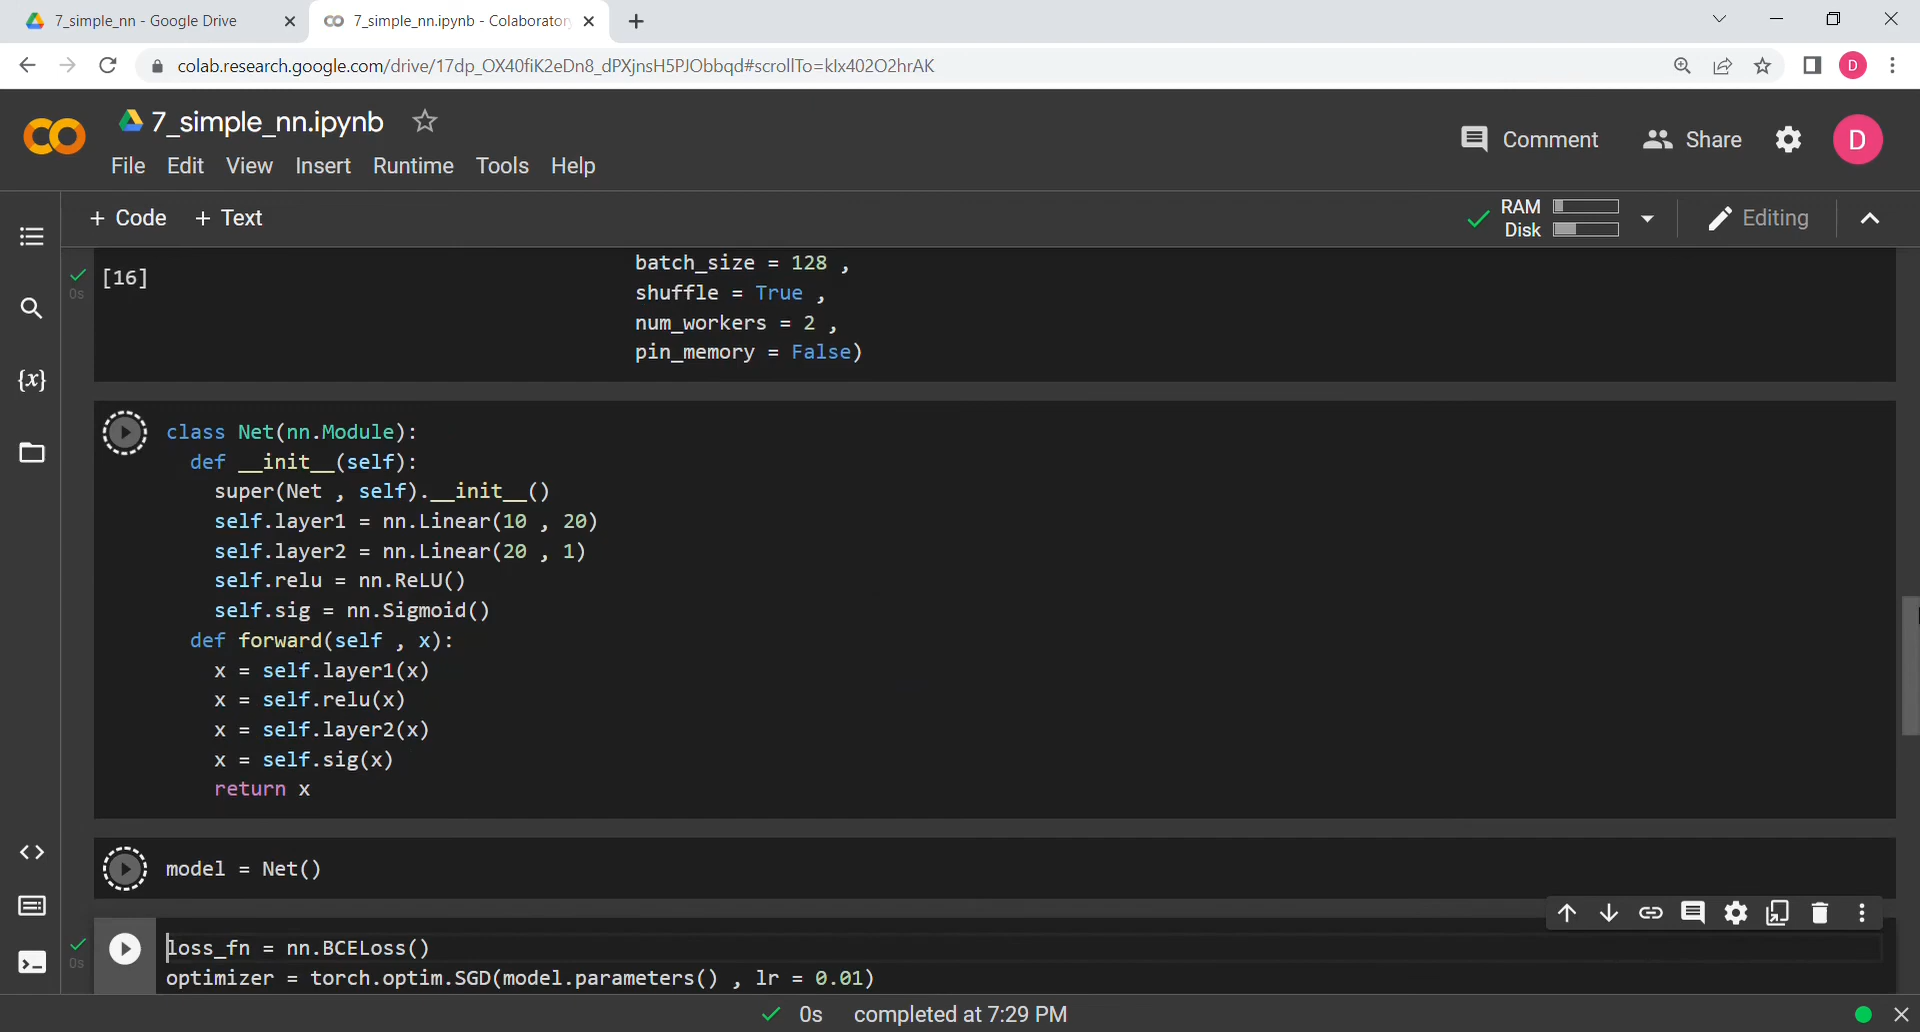 7_simple_nn - Google Drive
7_simple_nn.ipynb - Colaborator
colab.research.google.com/drive/17dp_OX40fiK2eDn8_dPXjnsH5PJObbqd#scrollTo=klx402O2hrAK
D
7_simple_nn.ipynb
Comment
Share
D
File Edit View Insert Runtime Tools Help
+ Code + Text
RAM
Disk
Editing
[16]
0s
batch_size = 128 ,
shuffle = True ,
num_workers = 2 ,
pin_memory = False)
{x}
class Net(nn.Module):
def __init__(self):
super(Net , self).__init__()
self.layer1 = nn.Linear(10 , 20)
self.layer2 = nn.Linear(20 , 1)
self.relu = nn.ReLU()
self.sig = nn.Sigmoid()
def forward(self , x):
x = self.layer1(x)
x = self.relu(x)
x = self.layer2(x)
x = self.sig(x)
return x
model = Net()
0s
loss_fn = nn.BCELoss()
optimizer = torch.optim.SGD(model.parameters() , lr = 0.01)
0s completed at 7:29 PM